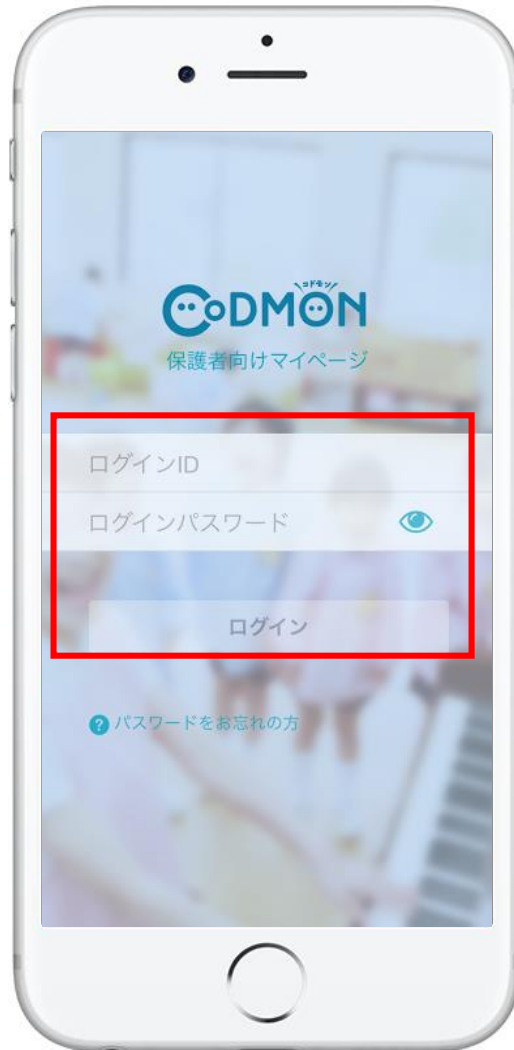 コドモン
CoDMON
保護者向けマイページ
ログインID
ログインパスワード
ログイン
? パスワードをお忘れの方